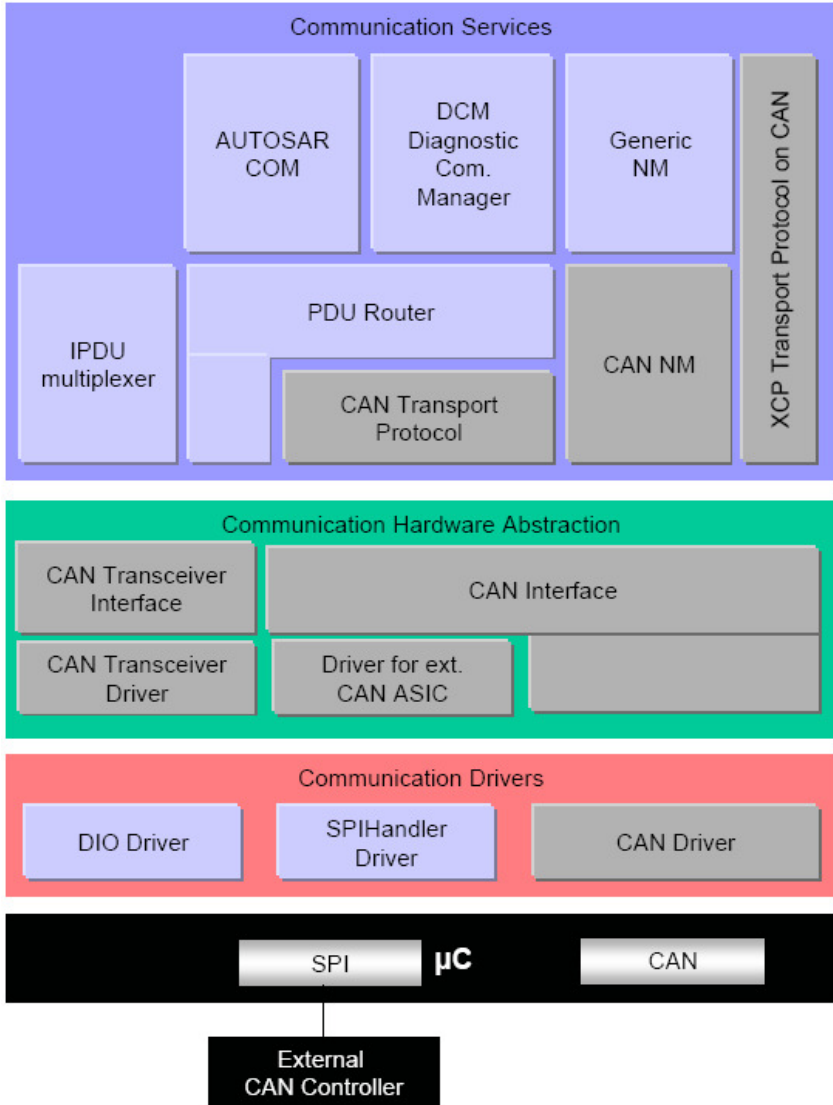 Communication Services
AUTOSAR
COM
DCM
Diagnostic
Com.
Manager
Generic
NM
XCP Transport Protocol on CAN
IPDU
multiplexer
PDU Router
CAN Transport
Protocol
CAN NM
Communication Hardware Abstraction
CAN Transceiver
Interface
CAN Interface
CAN Transceiver
Driver
Driver for ext.
CAN ASIC
Communication Drivers
DIO Driver
SPIHandler
Driver
CAN Driver
SPI
µC
CAN
External
CAN Controller